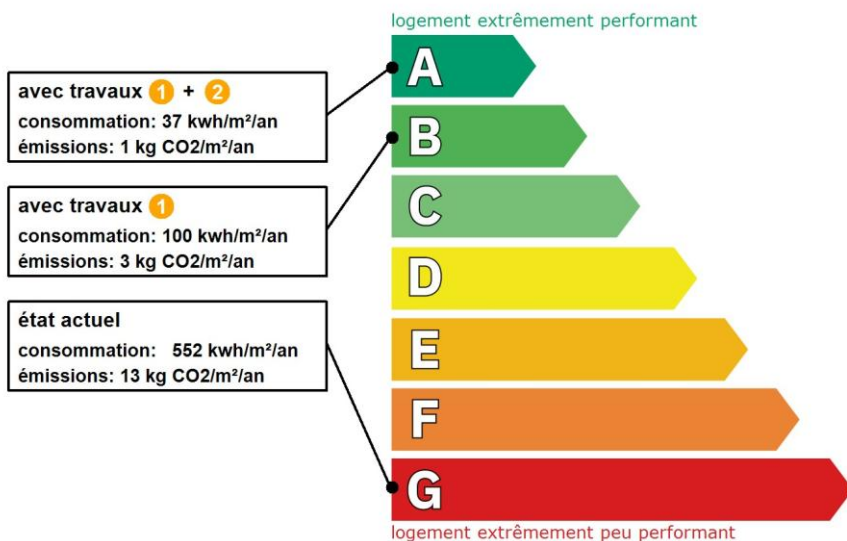 logement extrêmement performant
A
avec travaux 1 + 2
consommation: 37 kwh/m²/an
émissions: 1 kg CO2/m²/an
B
avec travaux 1
consommation: 100 kwh/m²/an
émissions: 3 kg CO2/m²/an
C
D
état actuel
consommation: 552 kwh/m²/an
émissions: 13 kg CO2/m²/an
E
F
G
logement extrêmement peu performant